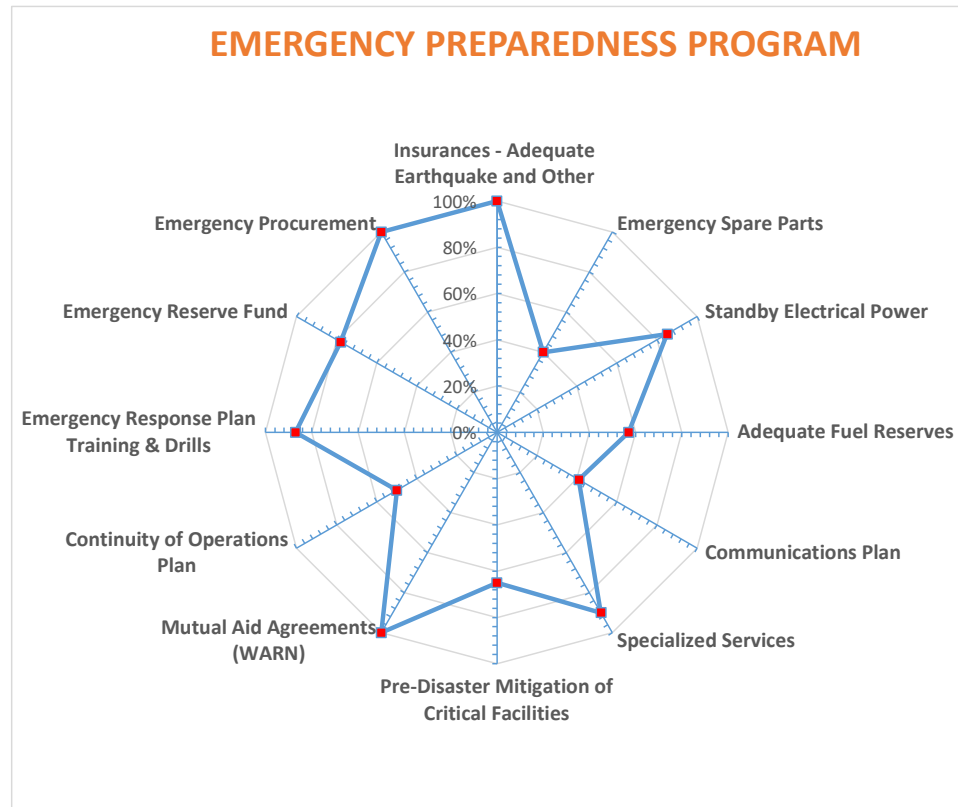 EMERGENCY PREPAREDNESS PROGRAM
Insurances - Adequate
Earthquake and Other
100%
80%
60%
40%
20%
0%
Emergency Spare Parts
Standby Electrical Power
Adequate Fuel Reserves
Communications Plan
Specialized Services
Pre-Disaster Mitigation of
Critical Facilities
Mutual Aid Agreements
(WARN)
Continuity of Operations
Plan
Emergency Response Plan
Training & Drills
Emergency Reserve Fund
Emergency Procurement